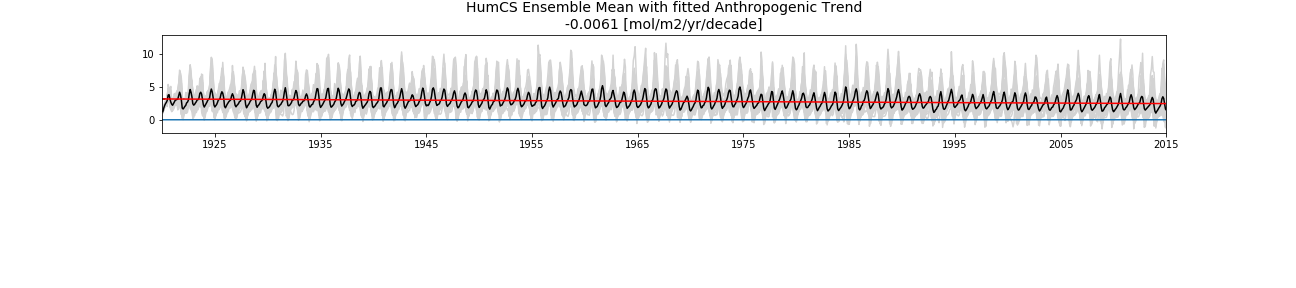 HumCS Ensemble Mean with fitted Anthropogenic Trend
-0.0061 [mol/m2/yr/decade]
10
5
0
1925 1935 1945 1955 1965 1975 1985 1995 2005 2015